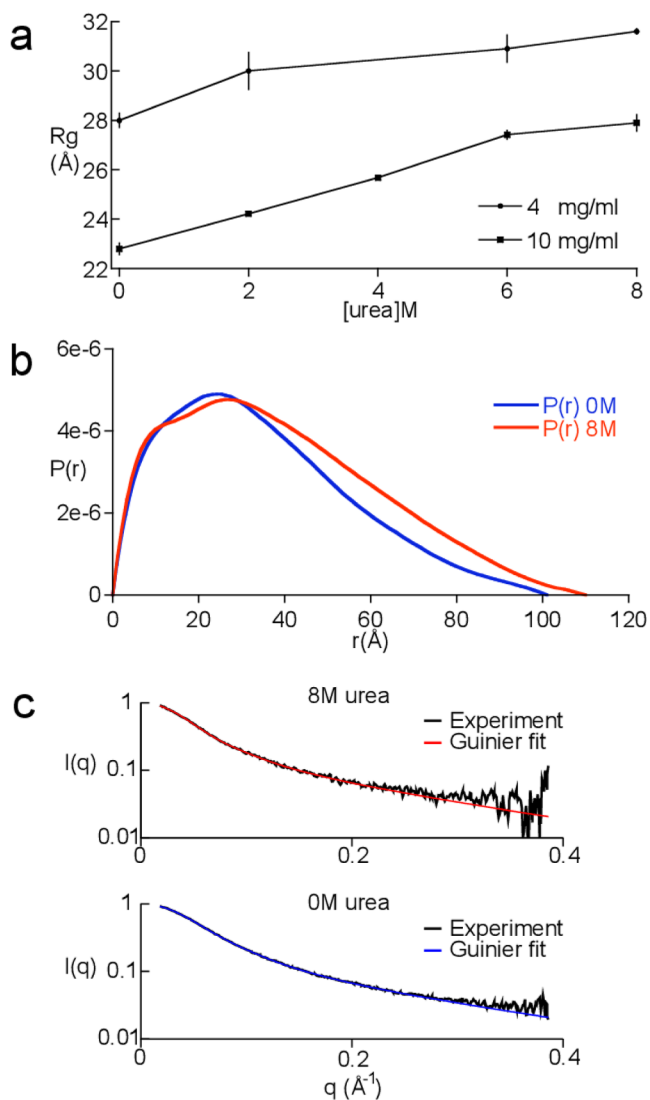 a
32
30
28
Rg
(Å)
26
24
22
4 mg/ml
10 mg/ml
0 2 4 6 8
[urea]M
b
6e-6
P(r) 0M
P(r) 8M
4e-6
P(r)
2e-6
0
0 20 40 60 80 100 120
r(Å)
c
8M urea
1
Experiment
Guinier fit
I(q) 0.1
0.01
0 0.2 0.4
0M urea
1
Experiment
Guinier fit
I(q) 0.1
0.01
0 0.2 0.4
q (Å-1)